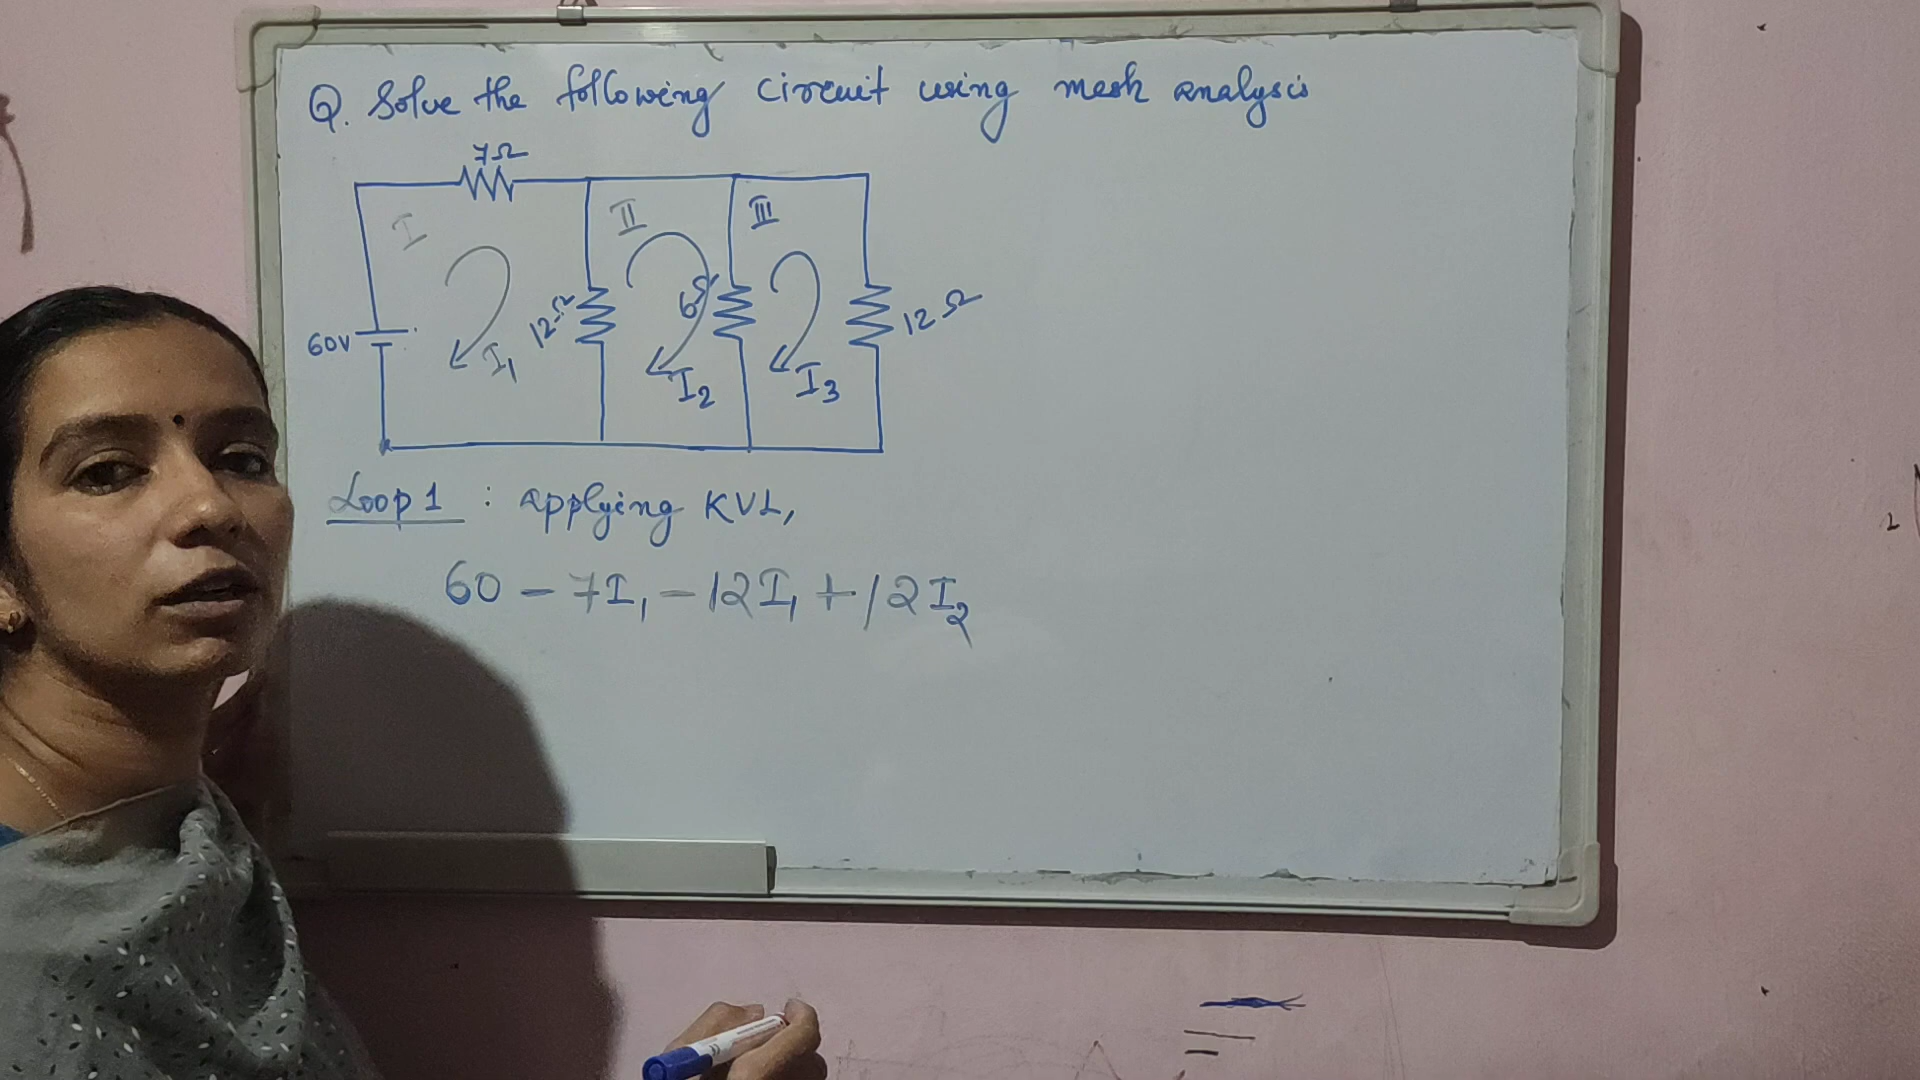 Q. Solve the following circuit using mesh analysis
7Ω
I
II
III
60V
12Ω
6Ω
12Ω
I₁
I₂
I₃
Loop 1 : applying KVL,
60 - 7I₁ - 12I₁ + 12I₂